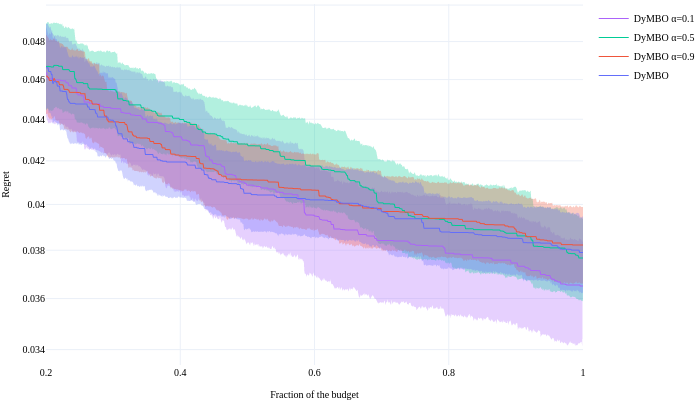 DyMBO α=0.1
DyMBO α=0.5
DyMBO α=0.9
DyMBO
0.048
0.046
0.044
0.042
0.04
0.038
0.036
0.034
Regret
0.2
0.4
0.6
0.8
1
Fraction of the budget